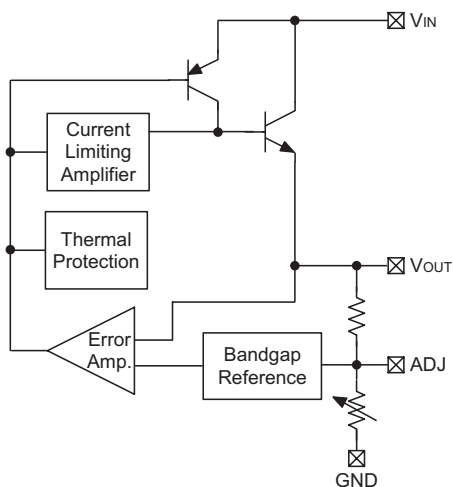 VIN
Current
Limiting
Amplifier
Thermal
Protection
VOUT
Error
Amp.
Bandgap
Reference
ADJ
GND